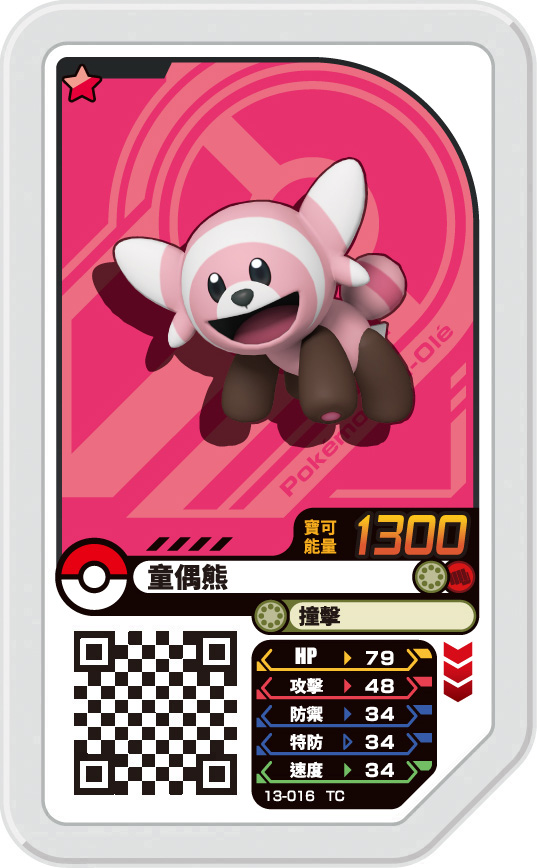 Pokémon Ga-Olé
寶可
能量 1300
童偶熊
撞擊
HP 79
攻擊 48
防禦 34
特防 34
速度 34
13-016 TC